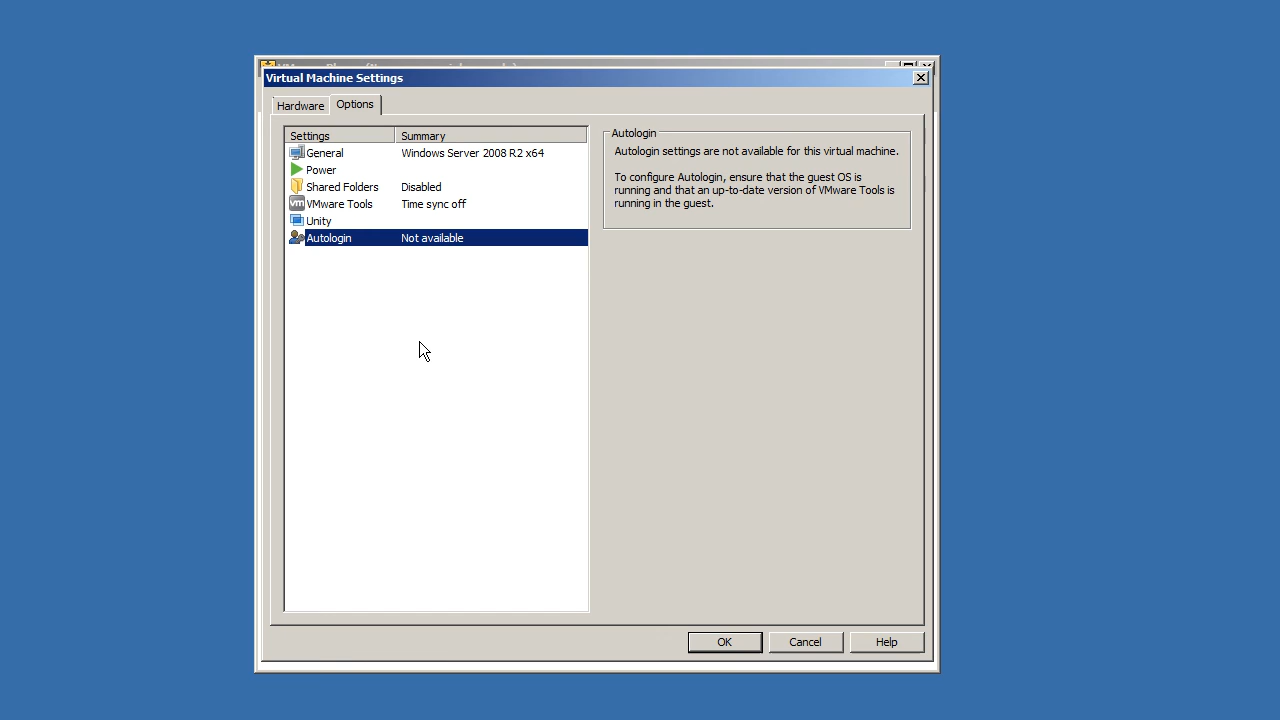 Virtual Machine Settings
Hardware
Options
Settings
Summary
General
Windows Server 2008 R2 x64
Power
Shared Folders
Disabled
vm
VMware Tools
Time sync off
Unity
Autologin
Not available
Autologin
Autologin settings are not available for this virtual machine.
To configure Autologin, ensure that the guest OS is
running and that an up-to-date version of VMware Tools is
running in the guest.
OK
Cancel
Help